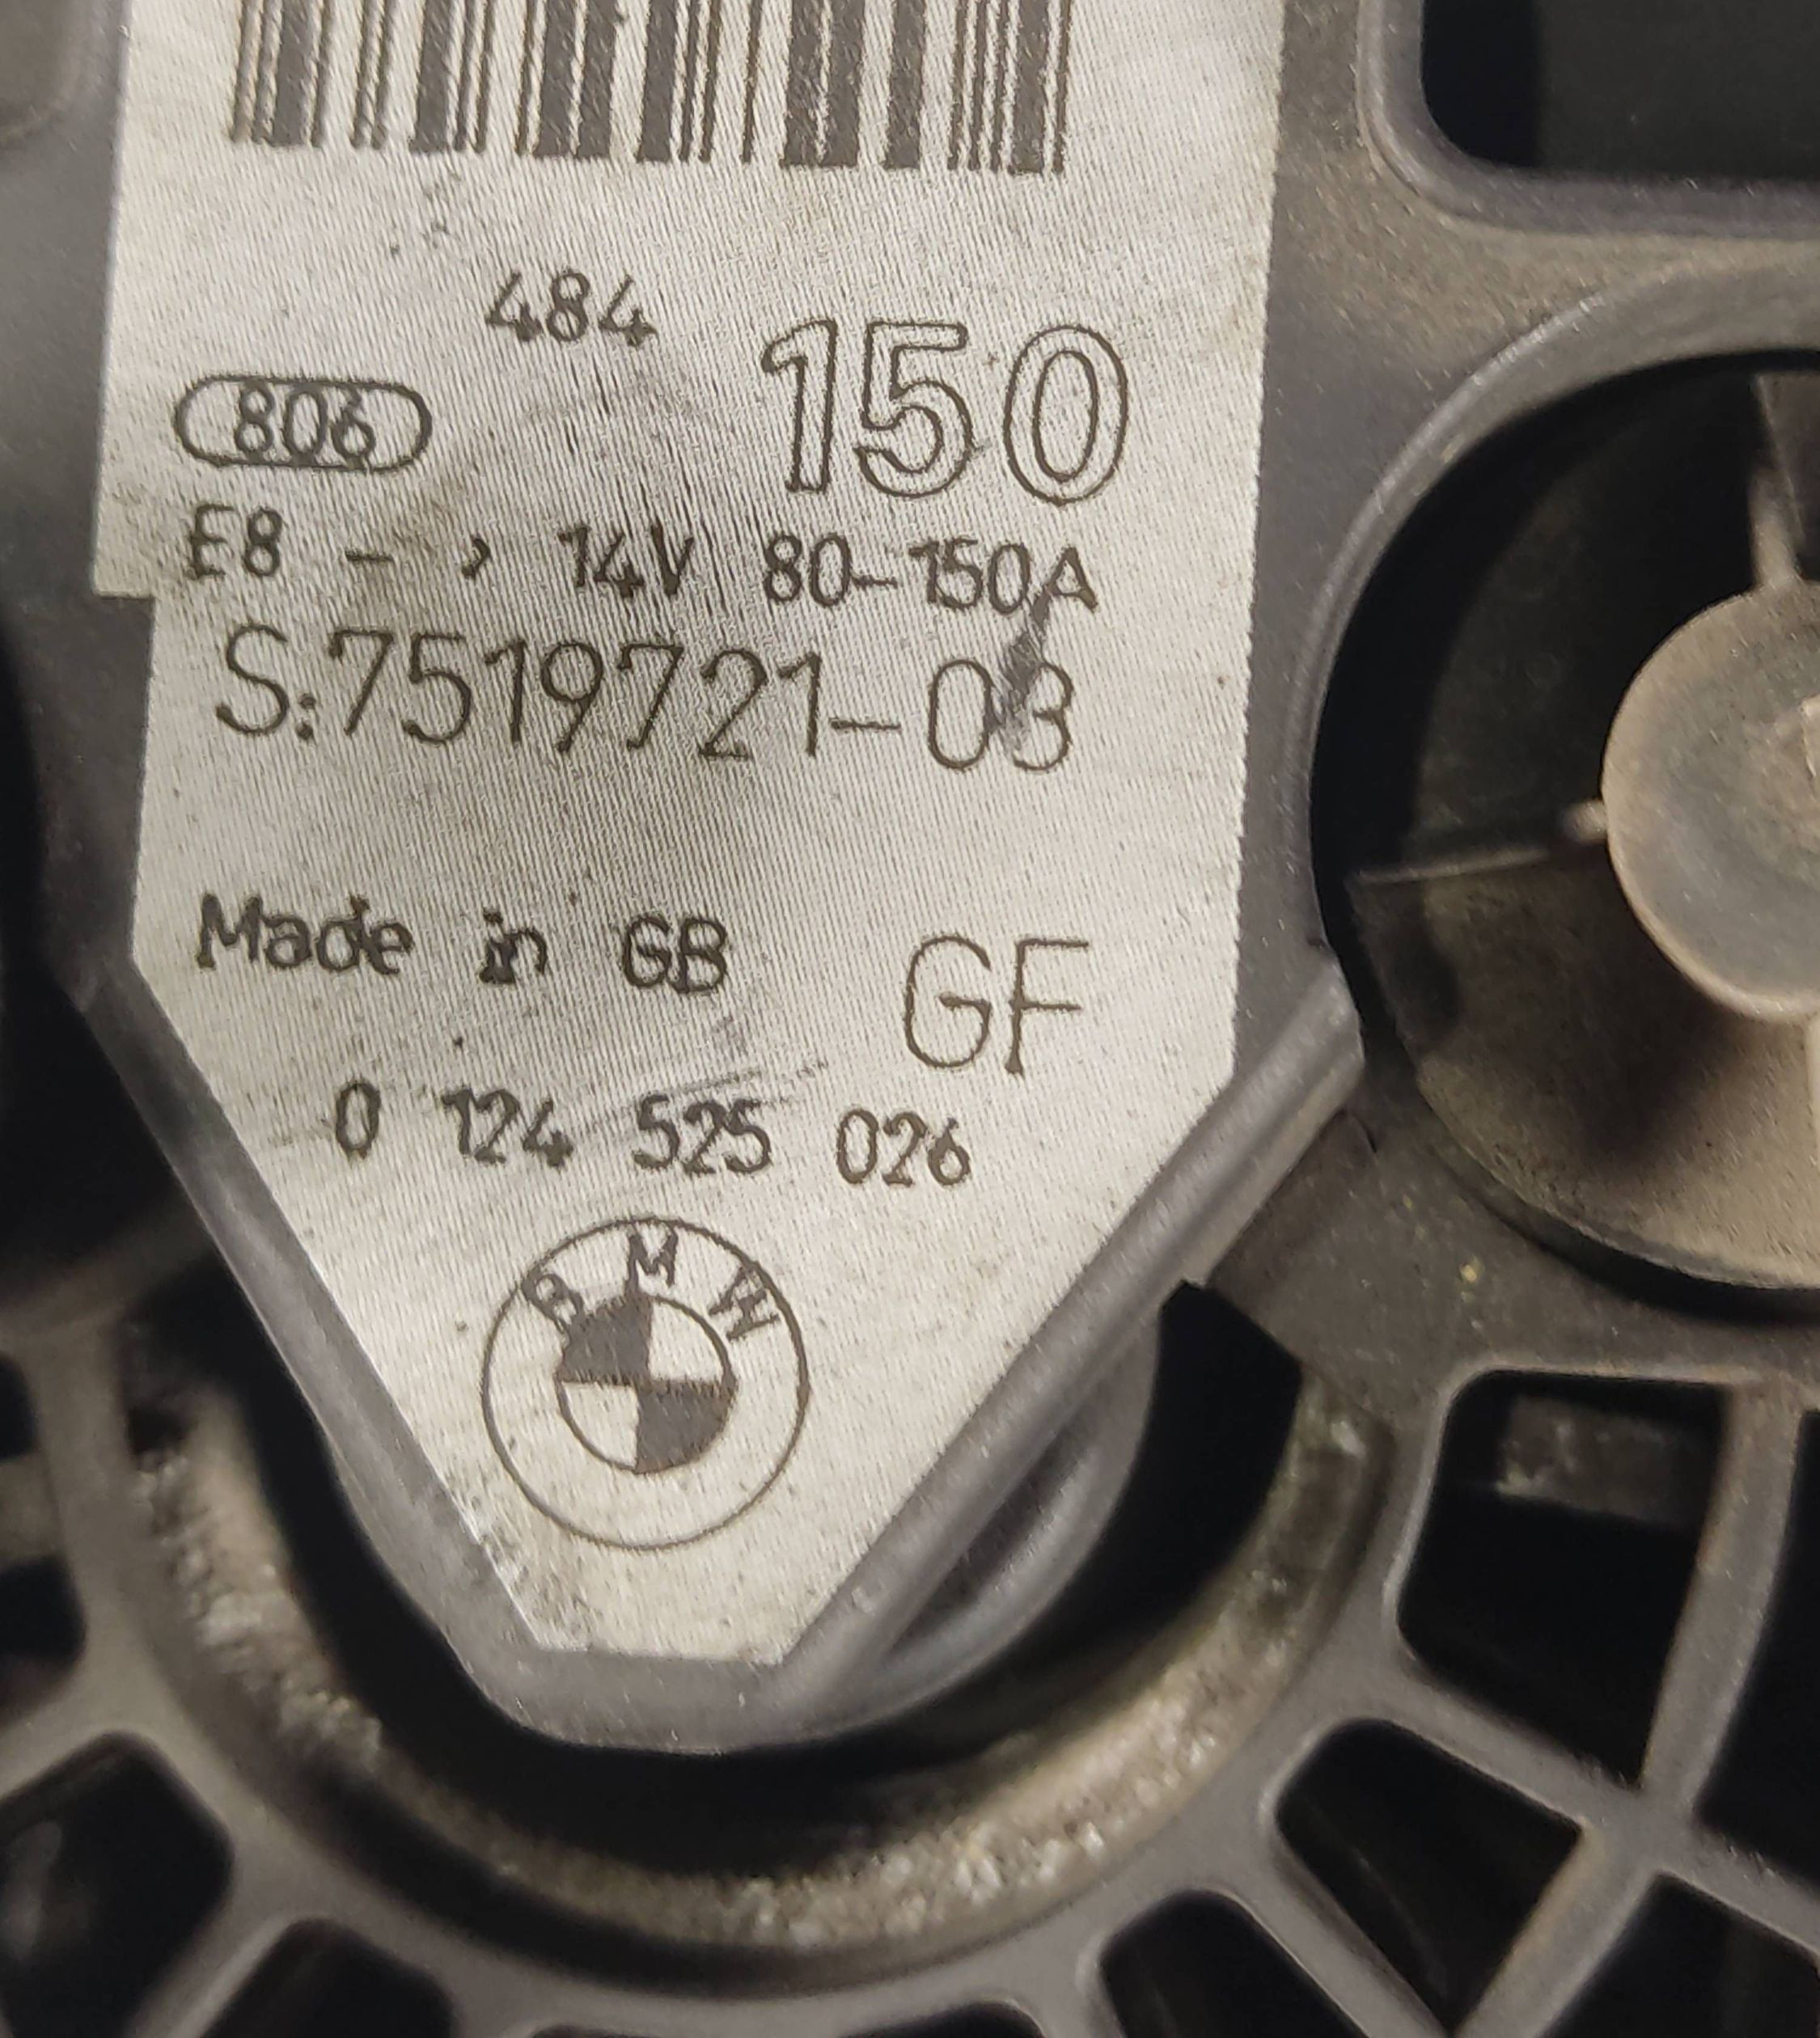 484
150
806
E8 - > 14V 80-150A
S:7519721-03
Made in GB
GF
0 124 525 026
BMW